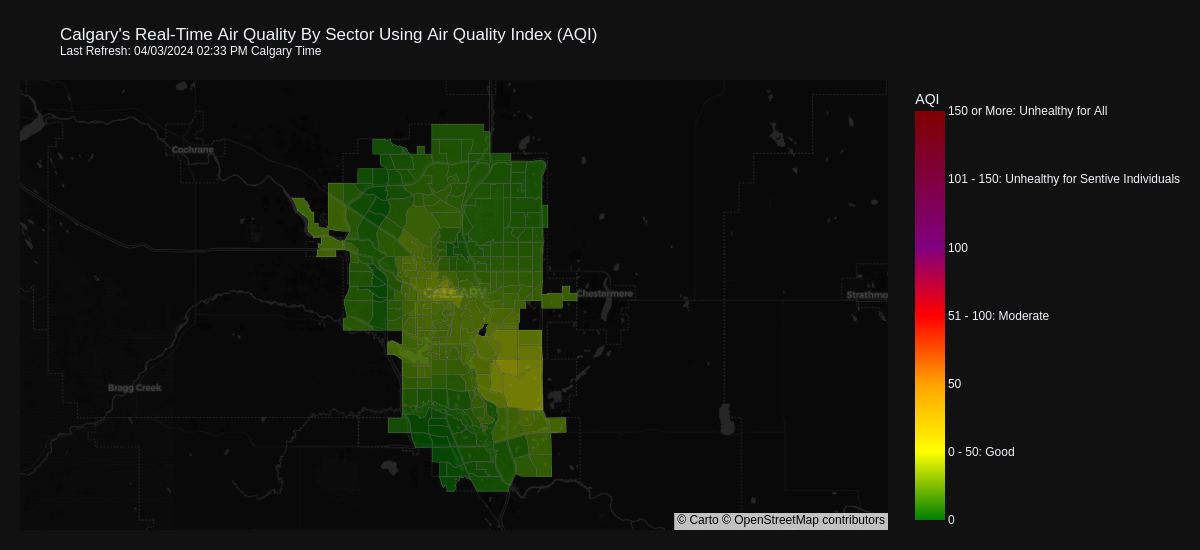 Calgary's Real-Time Air Quality By Sector Using Air Quality Index (AQI)
Last Refresh: 04/03/2024 02:33 PM Calgary Time
AQI
150 or More: Unhealthy for All
Cochrane
101 - 150: Unhealthy for Sentive Individuals
100
CALGARY
Chestermere
Strathmo
51 - 100: Moderate
50
Bragg Creek
0 - 50: Good
0
© Carto © OpenStreetMap contributors